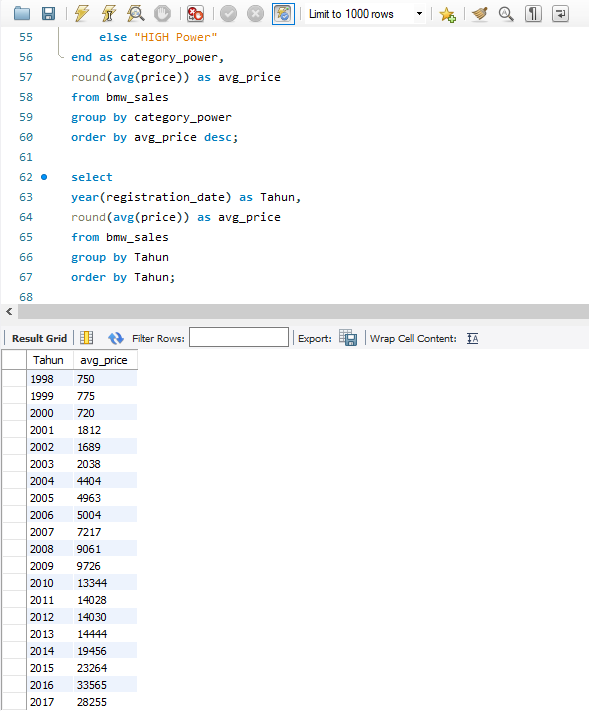 Limit to 1000 rows
55 else "HIGH Power"
56 end as category_power,
57 round(avg(price)) as avg_price
58 from bmw_sales
59 group by category_power
60 order by avg_price desc;
61
62 select
63 year(registration_date) as Tahun,
64 round(avg(price)) as avg_price
65 from bmw_sales
66 group by Tahun
67 order by Tahun;
68
Result Grid Filter Rows: Export: Wrap Cell Content:
Tahun avg_price
1998 750
1999 775
2000 720
2001 1812
2002 1689
2003 2038
2004 4404
2005 4963
2006 5004
2007 7217
2008 9061
2009 9726
2010 13344
2011 14028
2012 14030
2013 14444
2014 19456
2015 23264
2016 33565
2017 28255